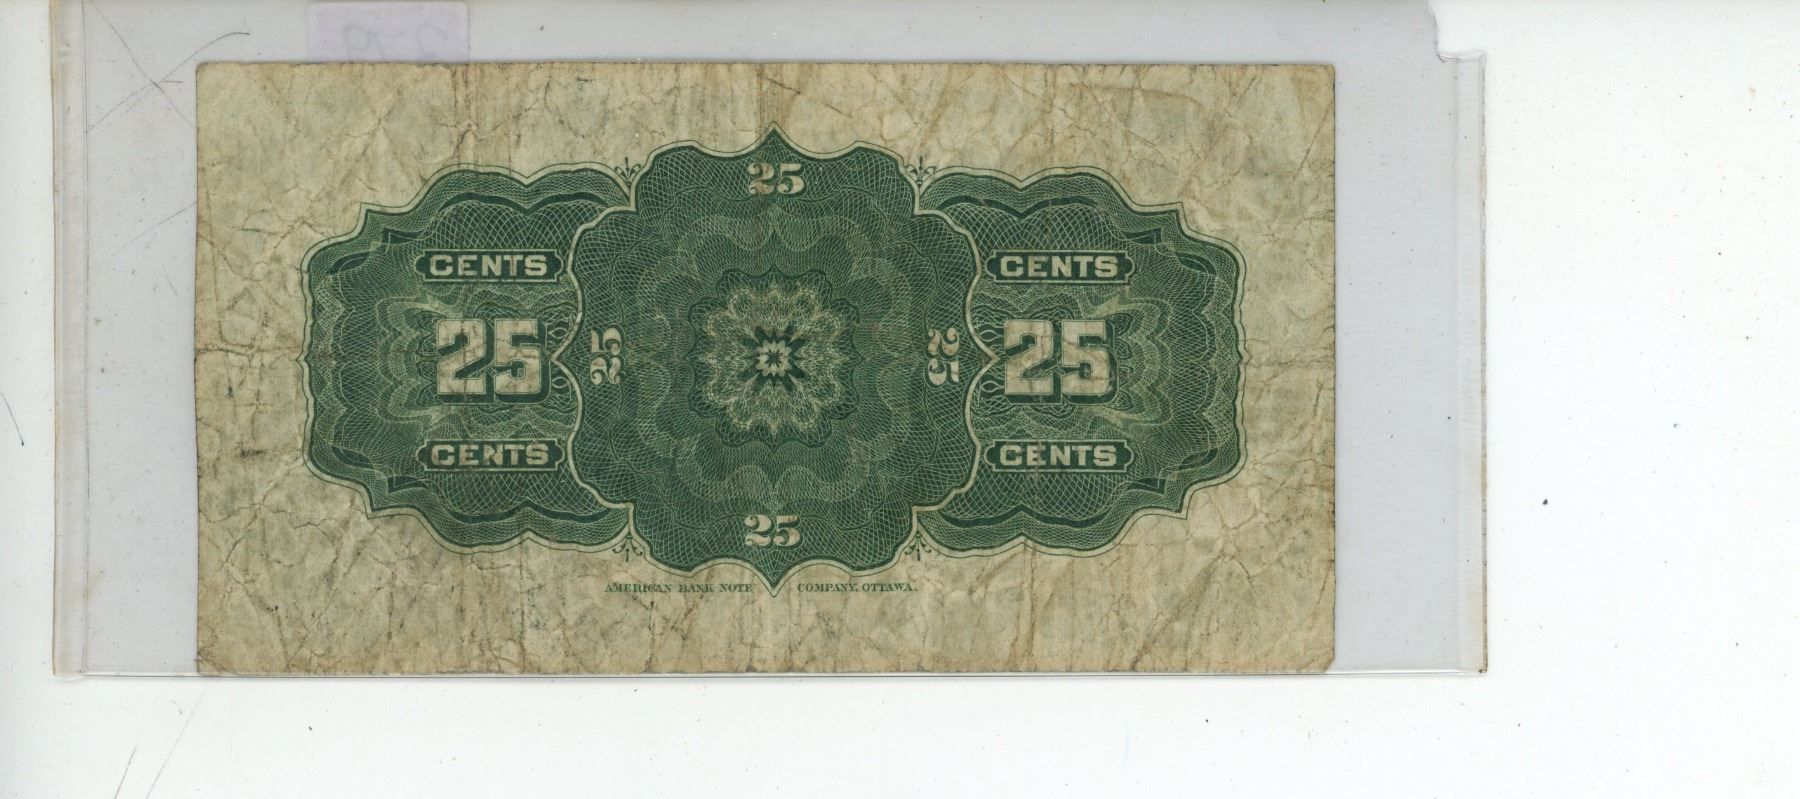 25
CENTS CENTS
25 25 25 25
CENTS CENTS
25
AMERICAN BANK NOTE COMPANY, OTTAWA.